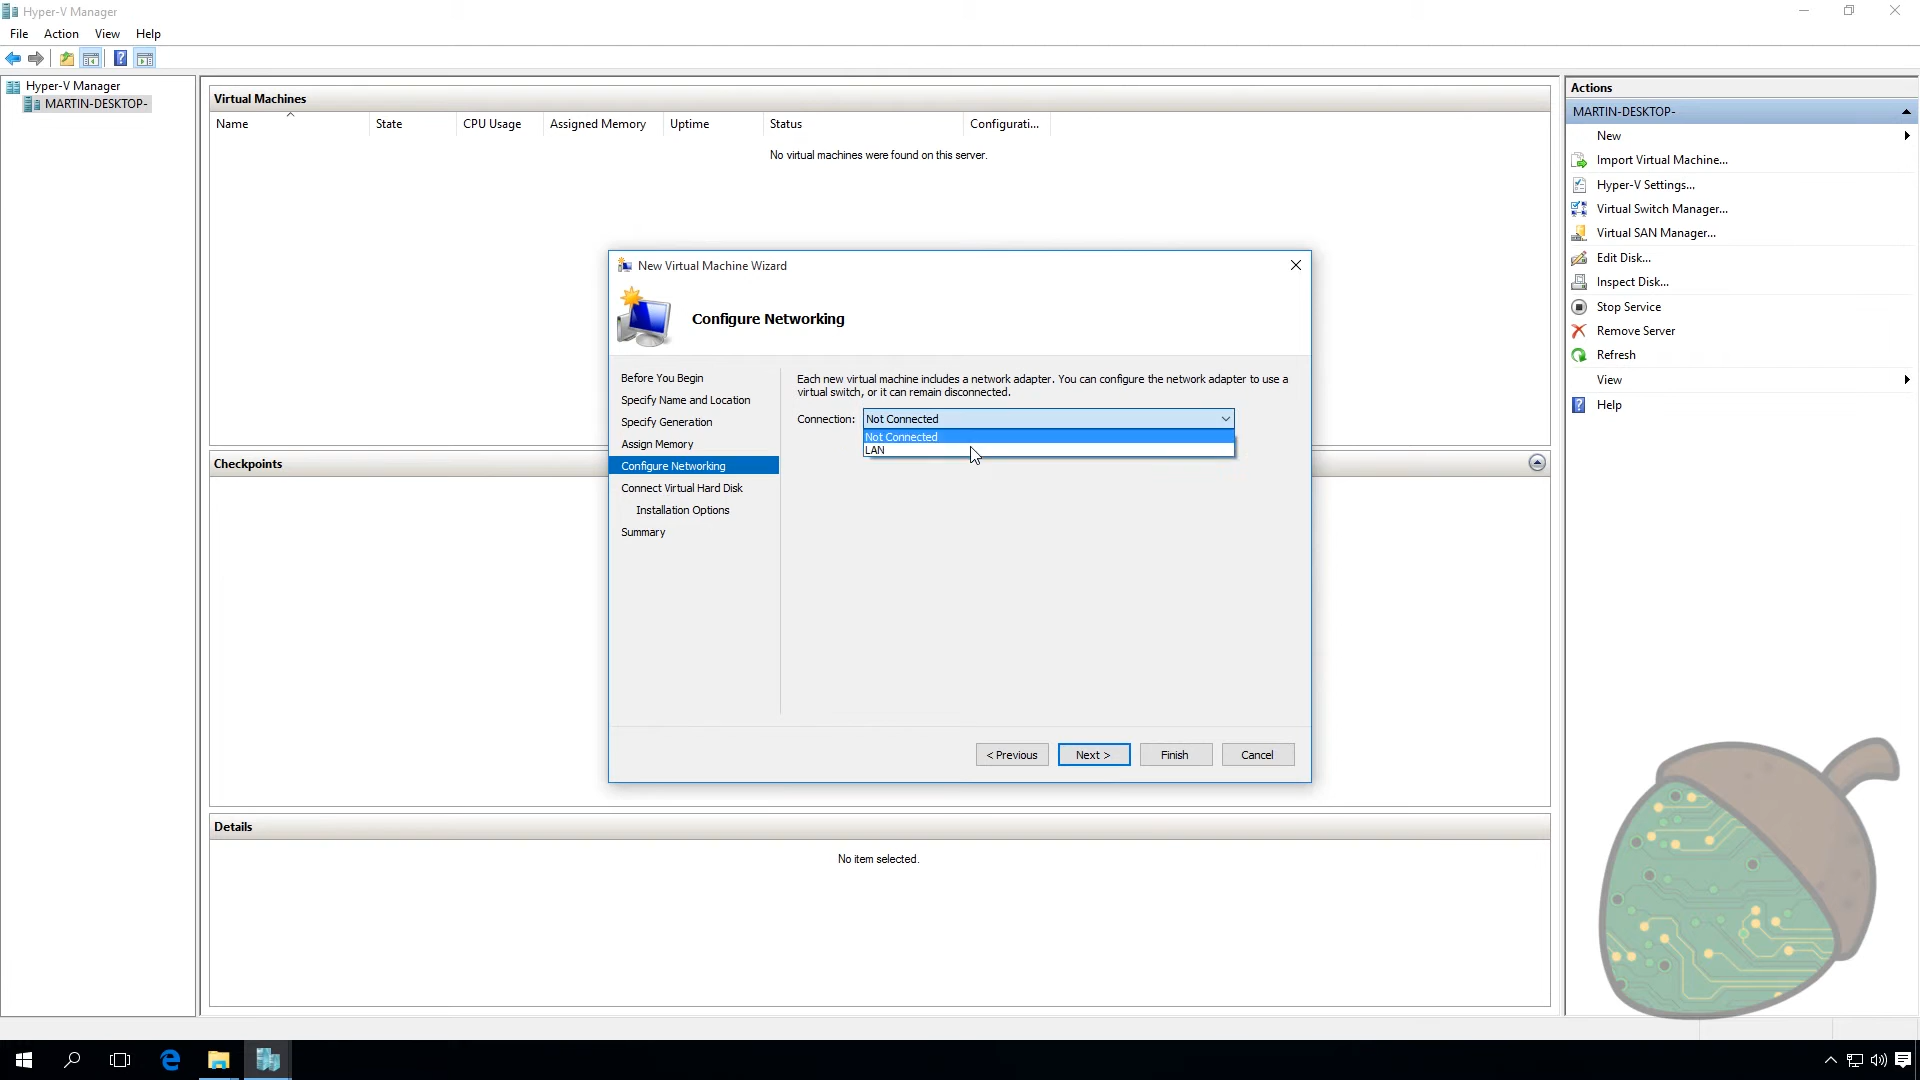 Hyper-V Manager
File Action View Help
Hyper-V Manager
MARTIN-DESKTOP-
Virtual Machines
Name State CPU Usage Assigned Memory Uptime Status Configurati...
No virtual machines were found on this server.
New Virtual Machine Wizard
Configure Networking
Before You Begin
Specify Name and Location
Specify Generation
Assign Memory
Configure Networking
Connect Virtual Hard Disk
Installation Options
Summary
Each new virtual machine includes a network adapter. You can configure the network adapter to use a
virtual switch, or it can remain disconnected.
Connection: Not Connected
Not Connected
LAN
< Previous Next > Finish Cancel
Checkpoints
Details
No item selected.
Actions
MARTIN-DESKTOP-
New
Import Virtual Machine...
Hyper-V Settings...
Virtual Switch Manager...
Virtual SAN Manager...
Edit Disk...
Inspect Disk...
Stop Service
Remove Server
Refresh
View
Help